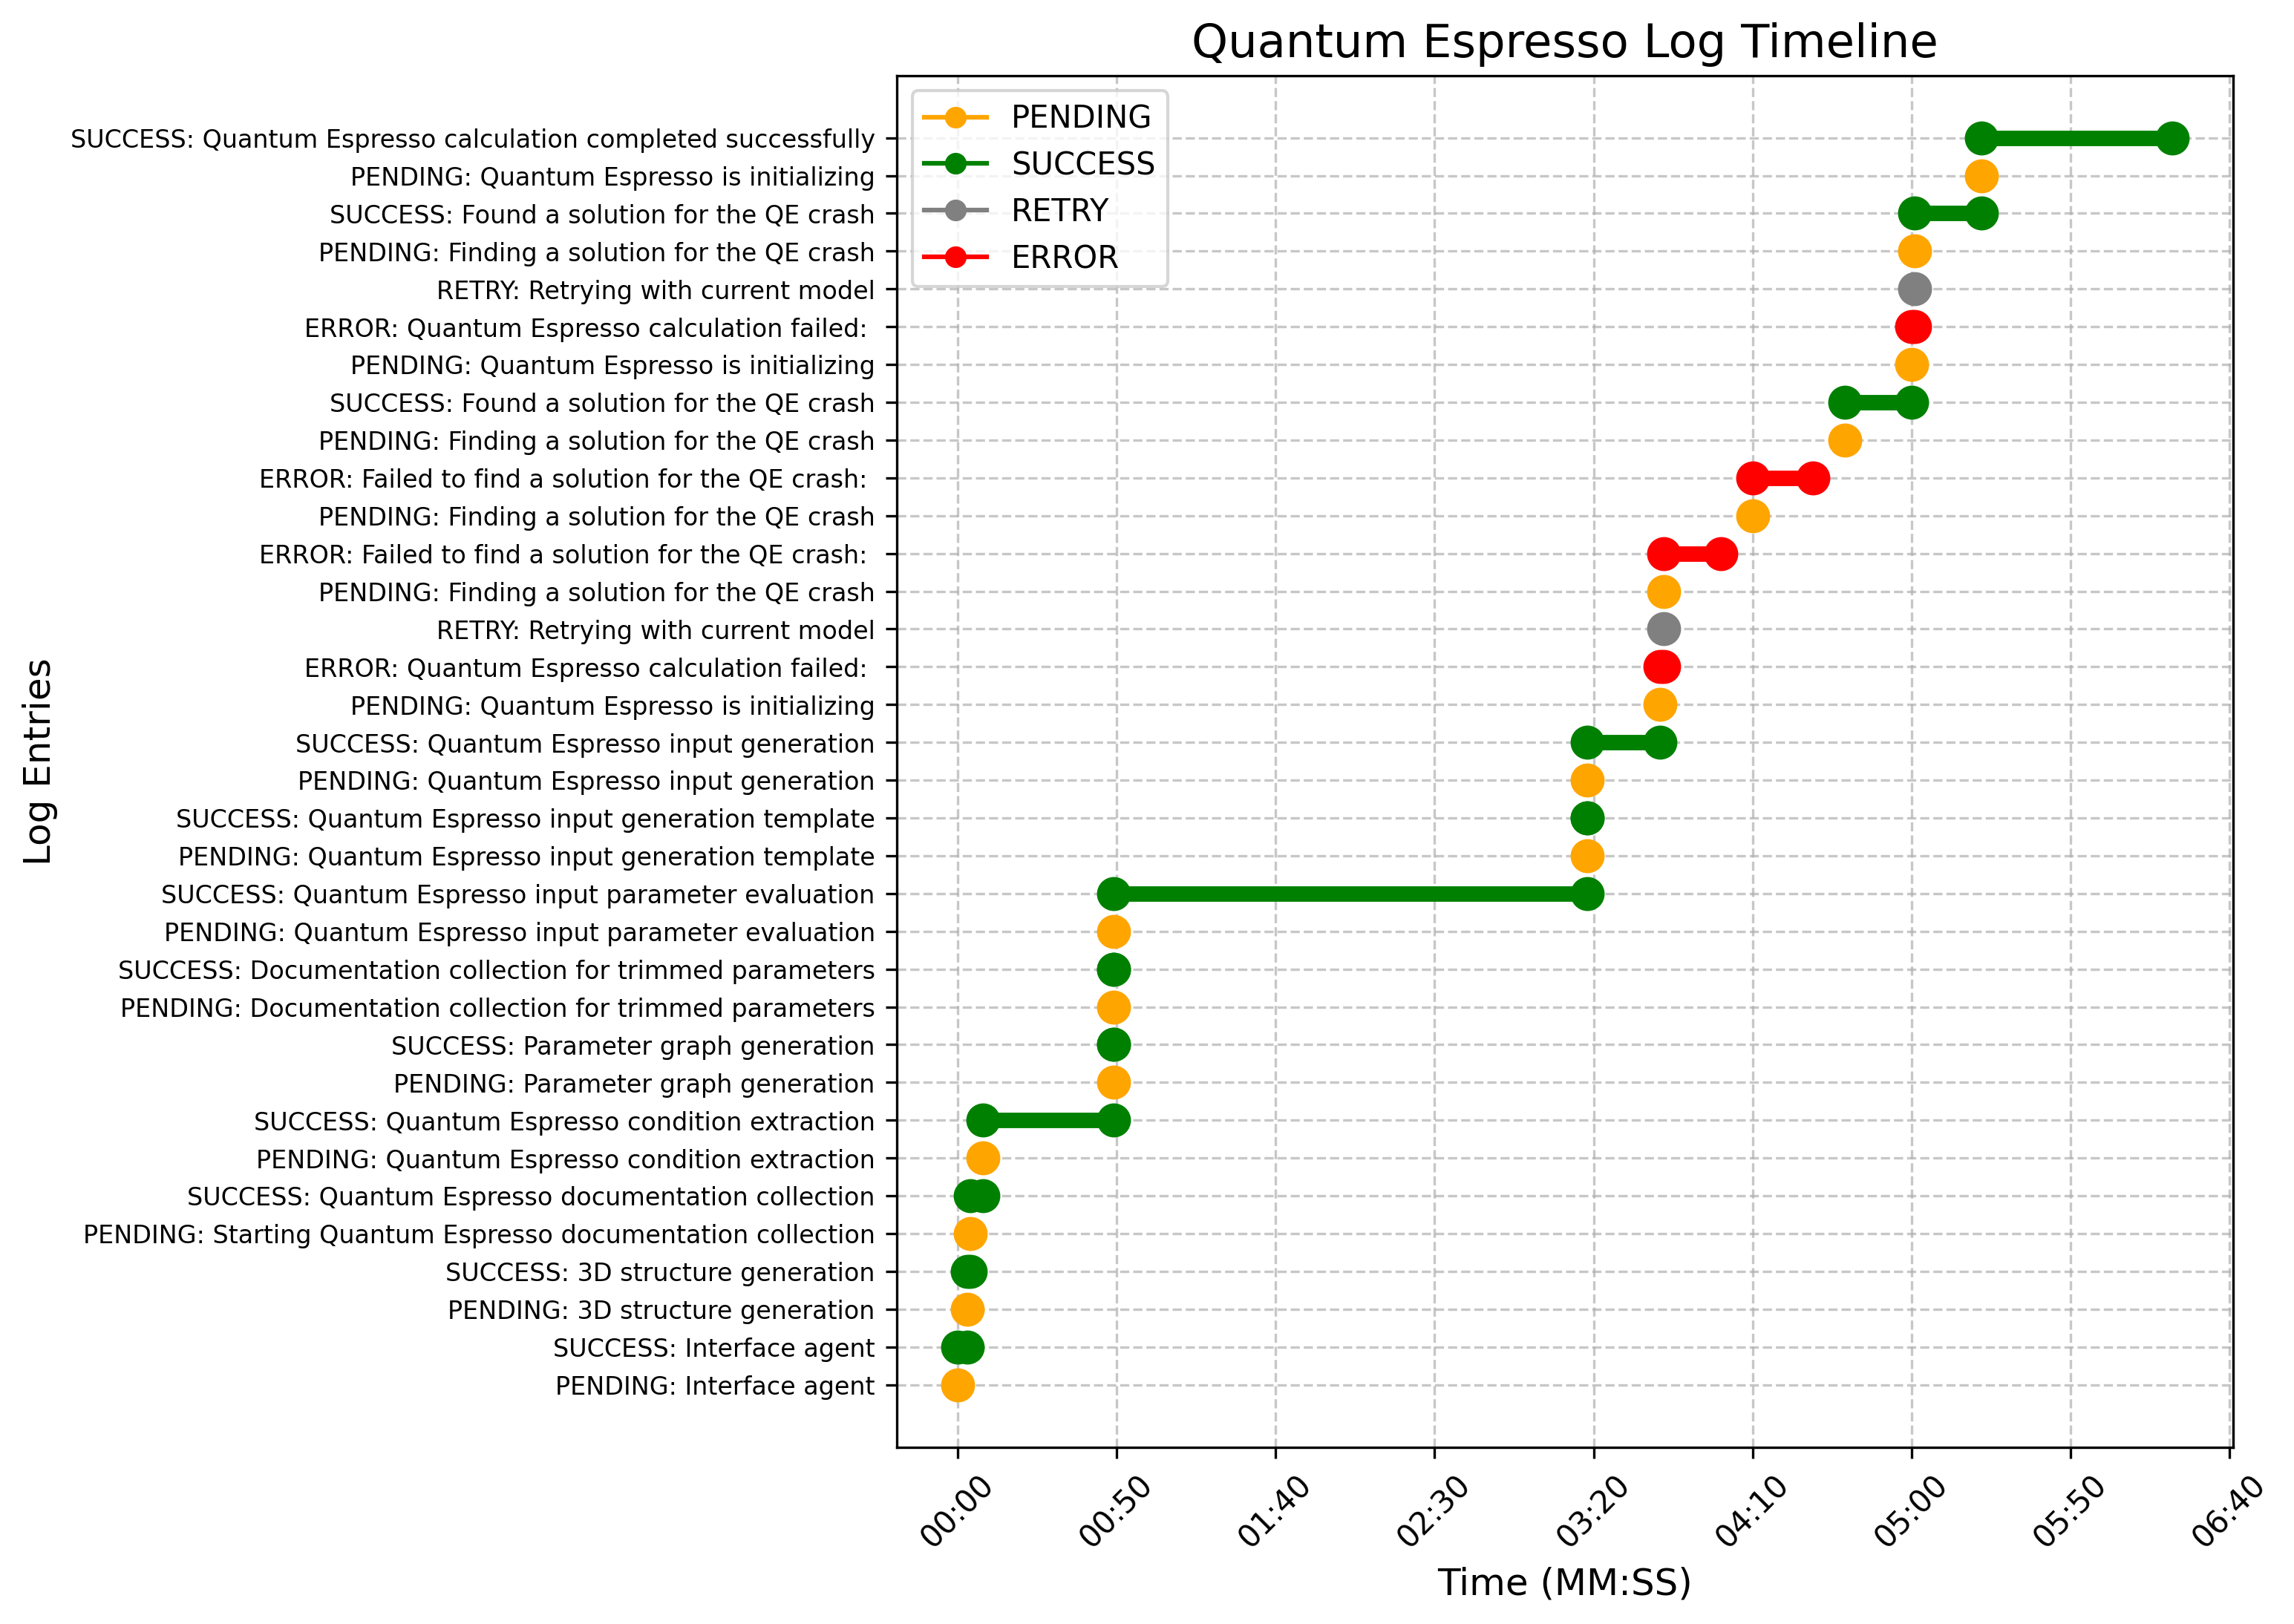 Quantum Espresso Log Timeline
PENDING
SUCCESS
RETRY
ERROR
SUCCESS: Quantum Espresso calculation completed successfully
PENDING: Quantum Espresso is initializing
SUCCESS: Found a solution for the QE crash
PENDING: Finding a solution for the QE crash
RETRY: Retrying with current model
ERROR: Quantum Espresso calculation failed:
PENDING: Quantum Espresso is initializing
SUCCESS: Found a solution for the QE crash
PENDING: Finding a solution for the QE crash
ERROR: Failed to find a solution for the QE crash:
PENDING: Finding a solution for the QE crash
ERROR: Failed to find a solution for the QE crash:
PENDING: Finding a solution for the QE crash
RETRY: Retrying with current model
ERROR: Quantum Espresso calculation failed:
PENDING: Quantum Espresso is initializing
SUCCESS: Quantum Espresso input generation
PENDING: Quantum Espresso input generation
SUCCESS: Quantum Espresso input generation template
PENDING: Quantum Espresso input generation template
SUCCESS: Quantum Espresso input parameter evaluation
PENDING: Quantum Espresso input parameter evaluation
SUCCESS: Documentation collection for trimmed parameters
PENDING: Documentation collection for trimmed parameters
SUCCESS: Parameter graph generation
PENDING: Parameter graph generation
SUCCESS: Quantum Espresso condition extraction
PENDING: Quantum Espresso condition extraction
SUCCESS: Quantum Espresso documentation collection
PENDING: Starting Quantum Espresso documentation collection
SUCCESS: 3D structure generation
PENDING: 3D structure generation
SUCCESS: Interface agent
PENDING: Interface agent
Log Entries
00:00
00:50
01:40
02:30
03:20
04:10
05:00
05:50
06:40
Time (MM:SS)